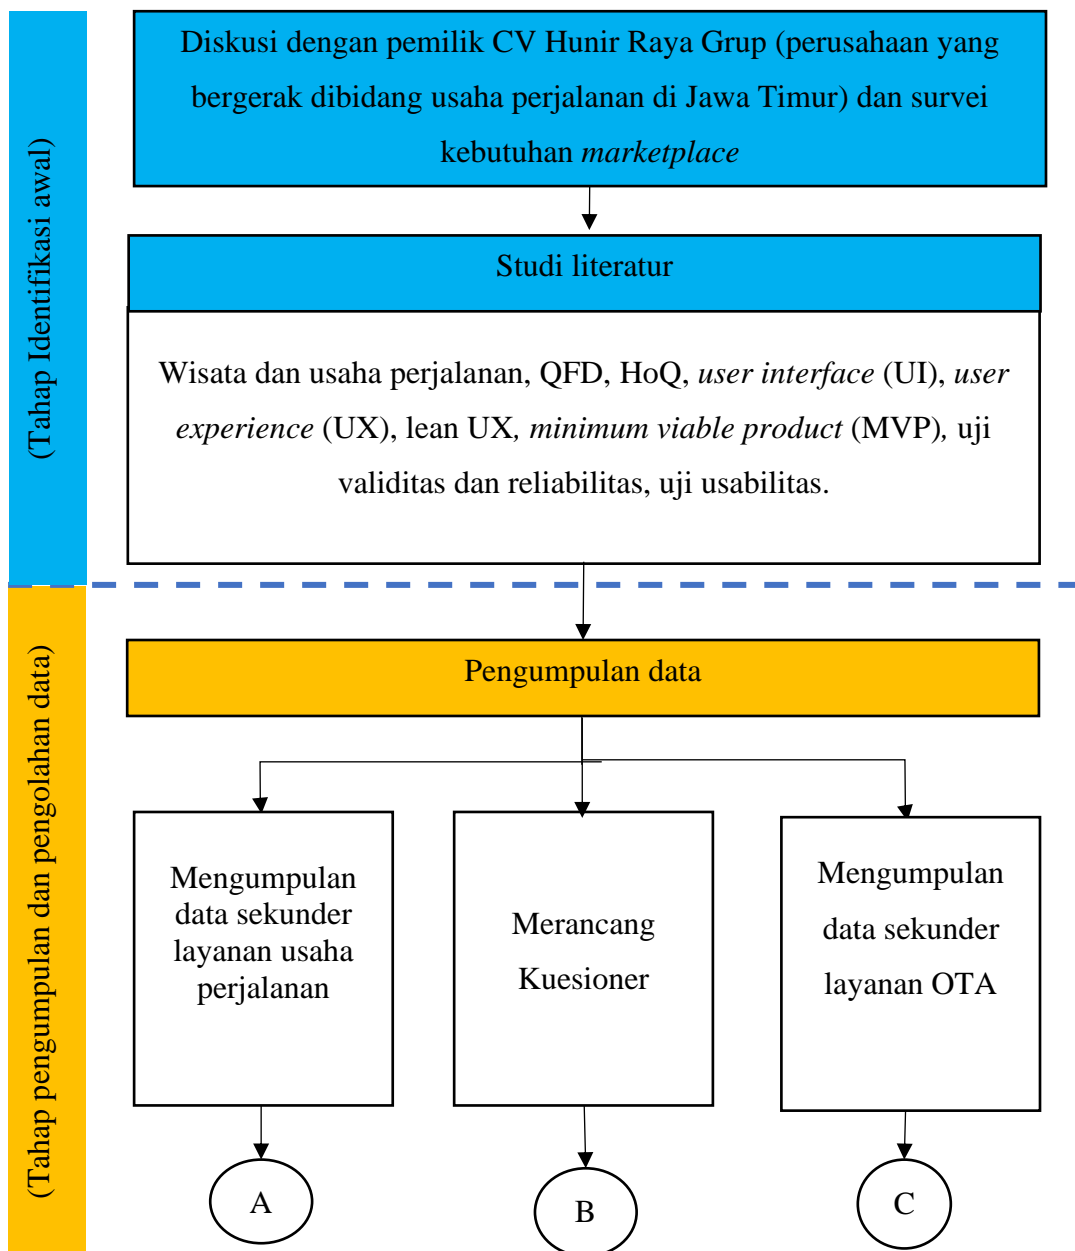 Diskusi dengan pemilik CV Hunir Raya Grup (perusahaan yang
bergerak dibidang usaha perjalanan di Jawa Timur) dan survei
kebutuhan marketplace
(Tahap Identifikasi awal)
Studi literatur
Wisata dan usaha perjalanan, QFD, HoQ, user interface (UI), user
experience (UX), lean UX, minimum viable product (MVP), uji
validitas dan reliabilitas, uji usabilitas.
(Tahap pengumpulan dan pengolahan data)
Pengumpulan data
Mengumpulan
data sekunder
layanan usaha
perjalanan
Merancang
Kuesioner
Mengumpulan
data sekunder
layanan OTA
A
B
C